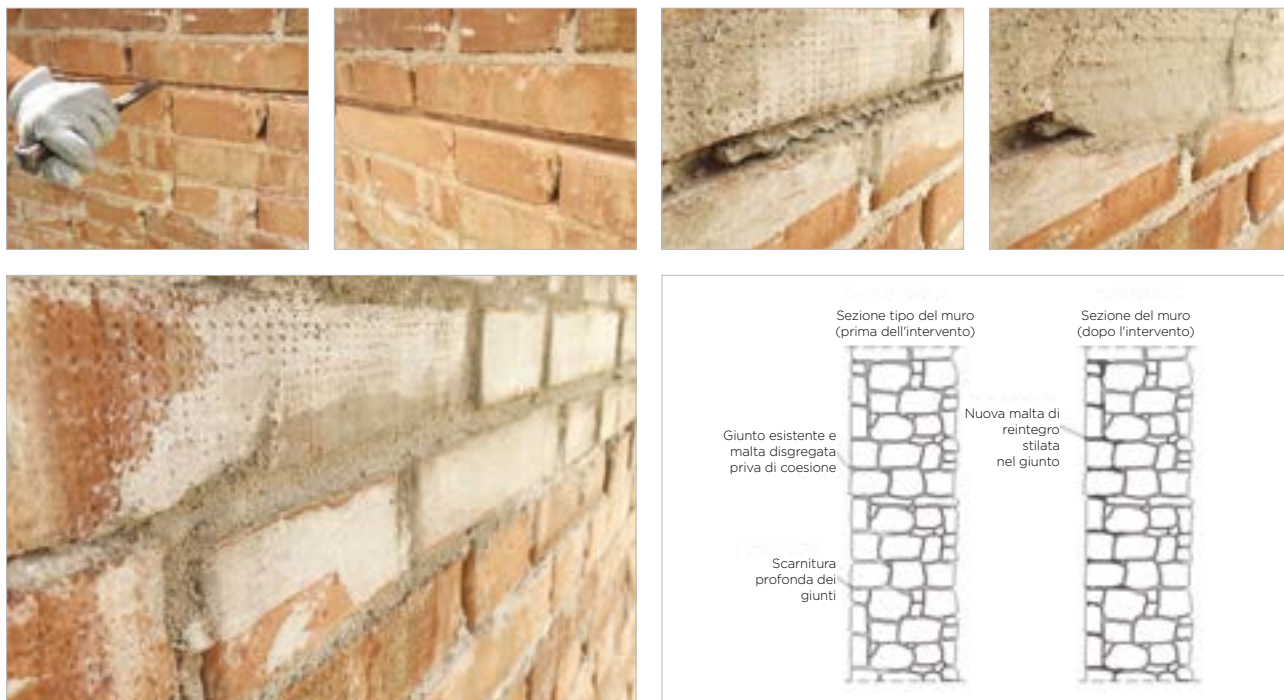 Sezione tipo del muro
(prima dell'intervento)
Sezione del muro
(dopo l'intervento)
Giunto esistente e
malta disgregata
priva di coesione
Nuova malta di
reintegro
stilata
nel giunto
Scarnitura
profonda dei
giunti